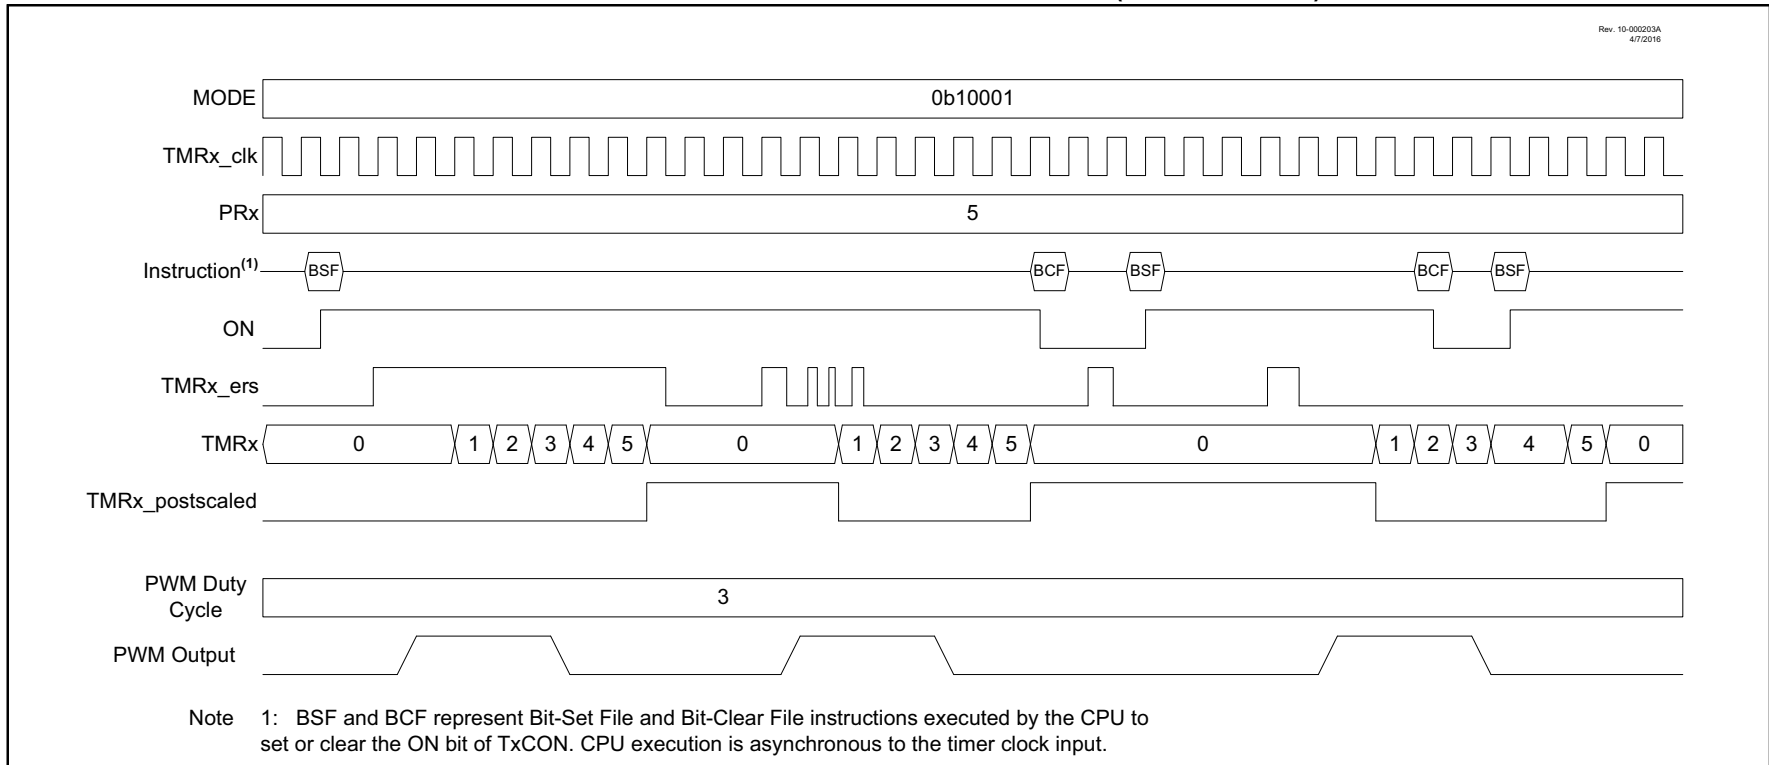 Rev. 10-000203A
4/7/2016
MODE 0b10001
TMRx_clk
PRx 5
Instruction(1) BSF BCF BSF BCF BSF
ON
TMRx_ers
TMRx 0 1 2 3 4 5 0 1 2 3 4 5 0 1 2 3 4 5 0
TMRx_postscaled
PWM Duty
Cycle 3
PWM Output
Note 1: BSF and BCF represent Bit-Set File and Bit-Clear File instructions executed by the CPU to
set or clear the ON bit of TxCON. CPU execution is asynchronous to the timer clock input.